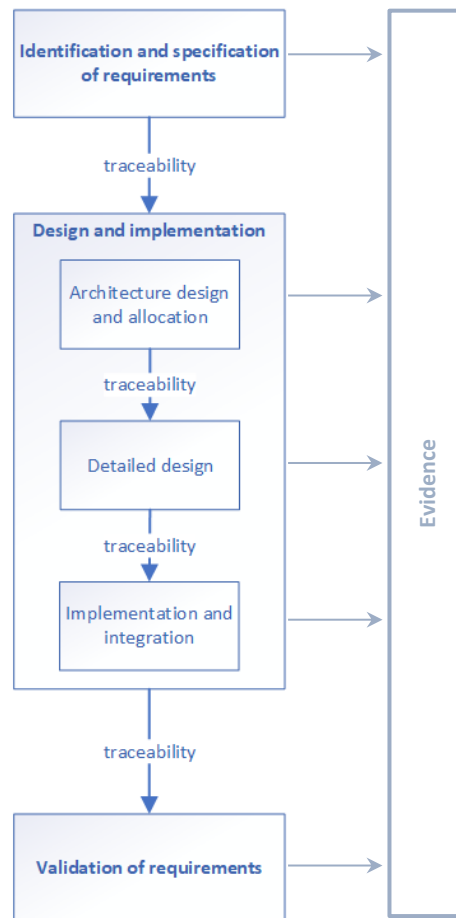 Identification and specification
of requirements
traceability
Design and implementation
Architecture design
and allocation
traceability
Detailed design
traceability
Implementation and
integration
traceability
Validation of requirements
Evidence